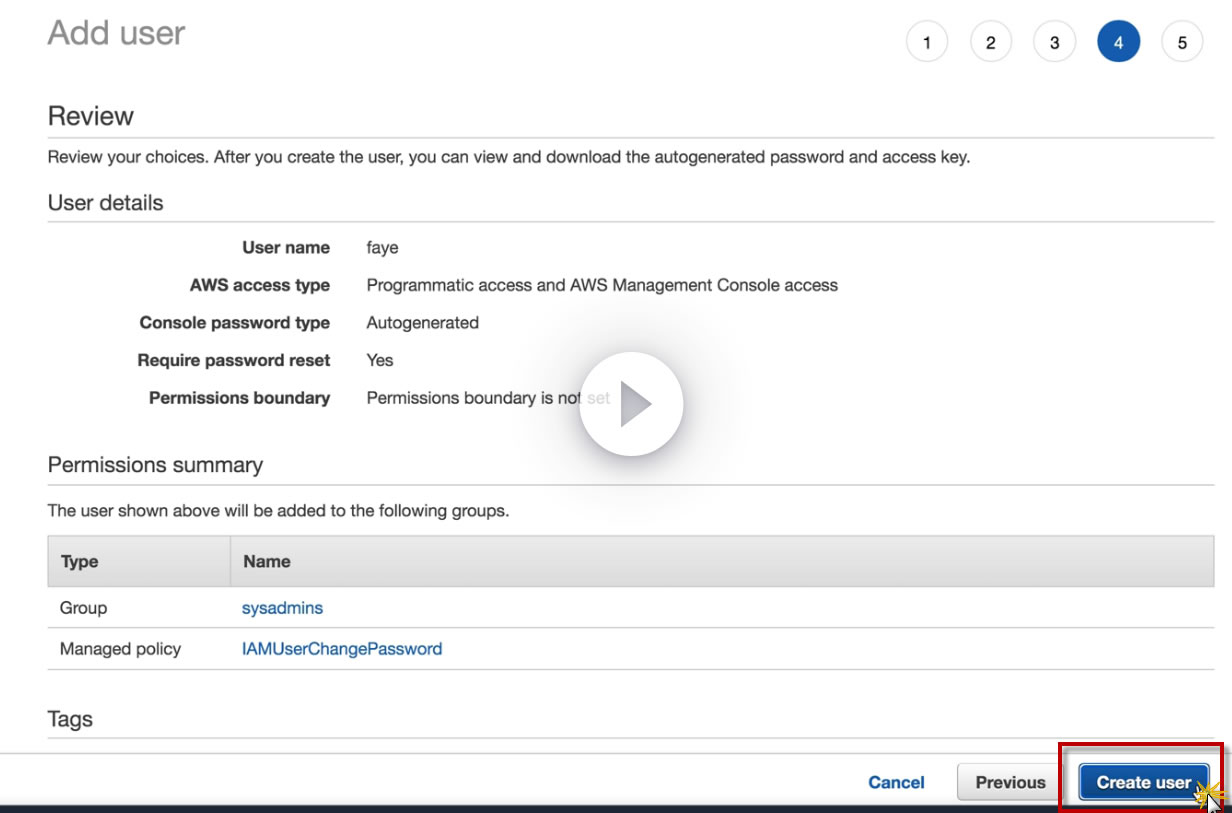 Add user
1 2 3 4 5
Review
Review your choices. After you create the user, you can view and download the autogenerated password and access key.
User details
User name faye
AWS access type Programmatic access and AWS Management Console access
Console password type Autogenerated
Require password reset Yes
Permissions boundary Permissions boundary is not set
Permissions summary
The user shown above will be added to the following groups.
Type Name
Group sysadmins
Managed policy IAMUserChangePassword
Tags
Cancel Previous Create user